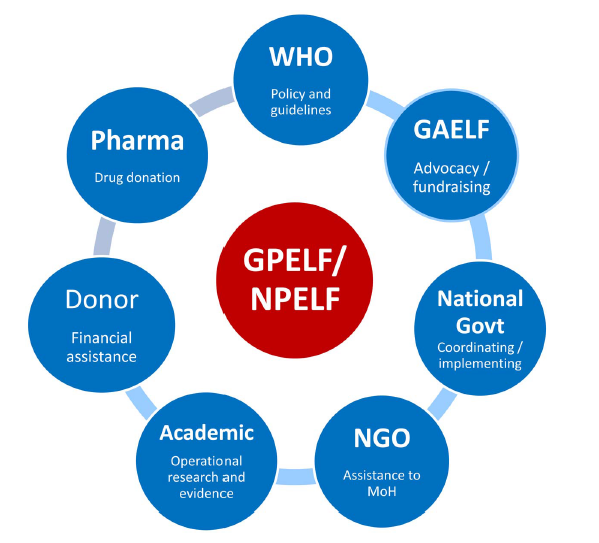 WHO
Policy and
guidelines
GAELF
Advocacy /
fundraising
National
Govt
Coordinating /
implementing
NGO
Assistance to
MoH
Academic
Operational
research and
evidence
Donor
Financial
assistance
Pharma
Drug donation
GPELF/
NPELF